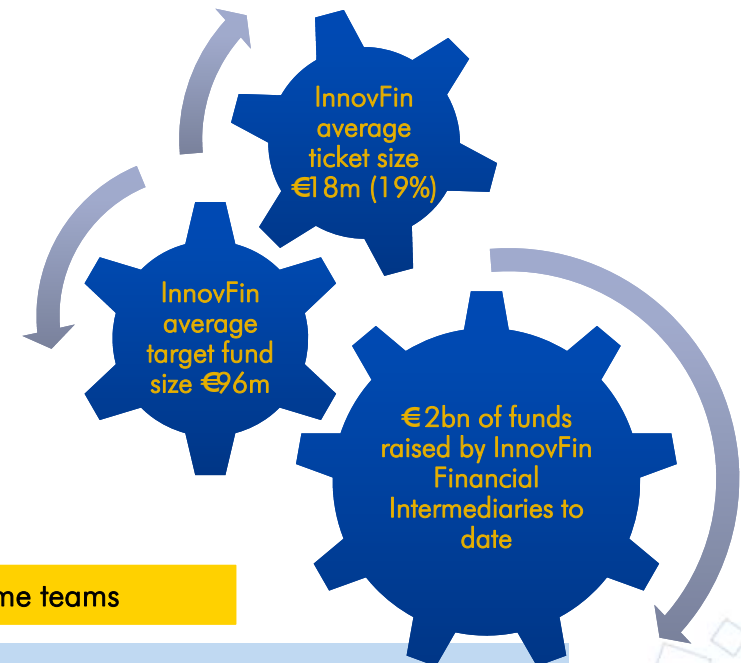 InnovFin
average
ticket size
€18m (19%)
InnovFin
average
target fund
size €96m
€2bn of funds
raised by InnovFin
Financial
Intermediaries to
date
teams